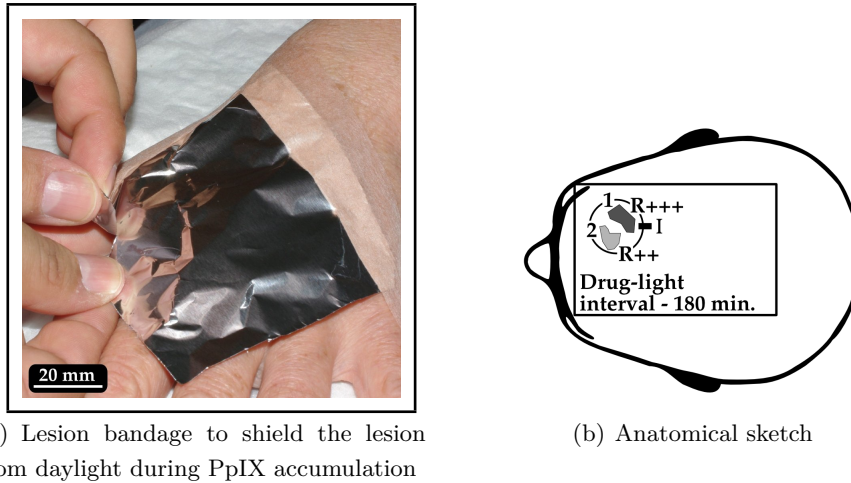 20 mm
) Lesion bandage to shield the lesion
om daylight during PpIX accumulation
1
R+++
2
I
R++
Drug-light
interval - 180 min.
(b) Anatomical sketch